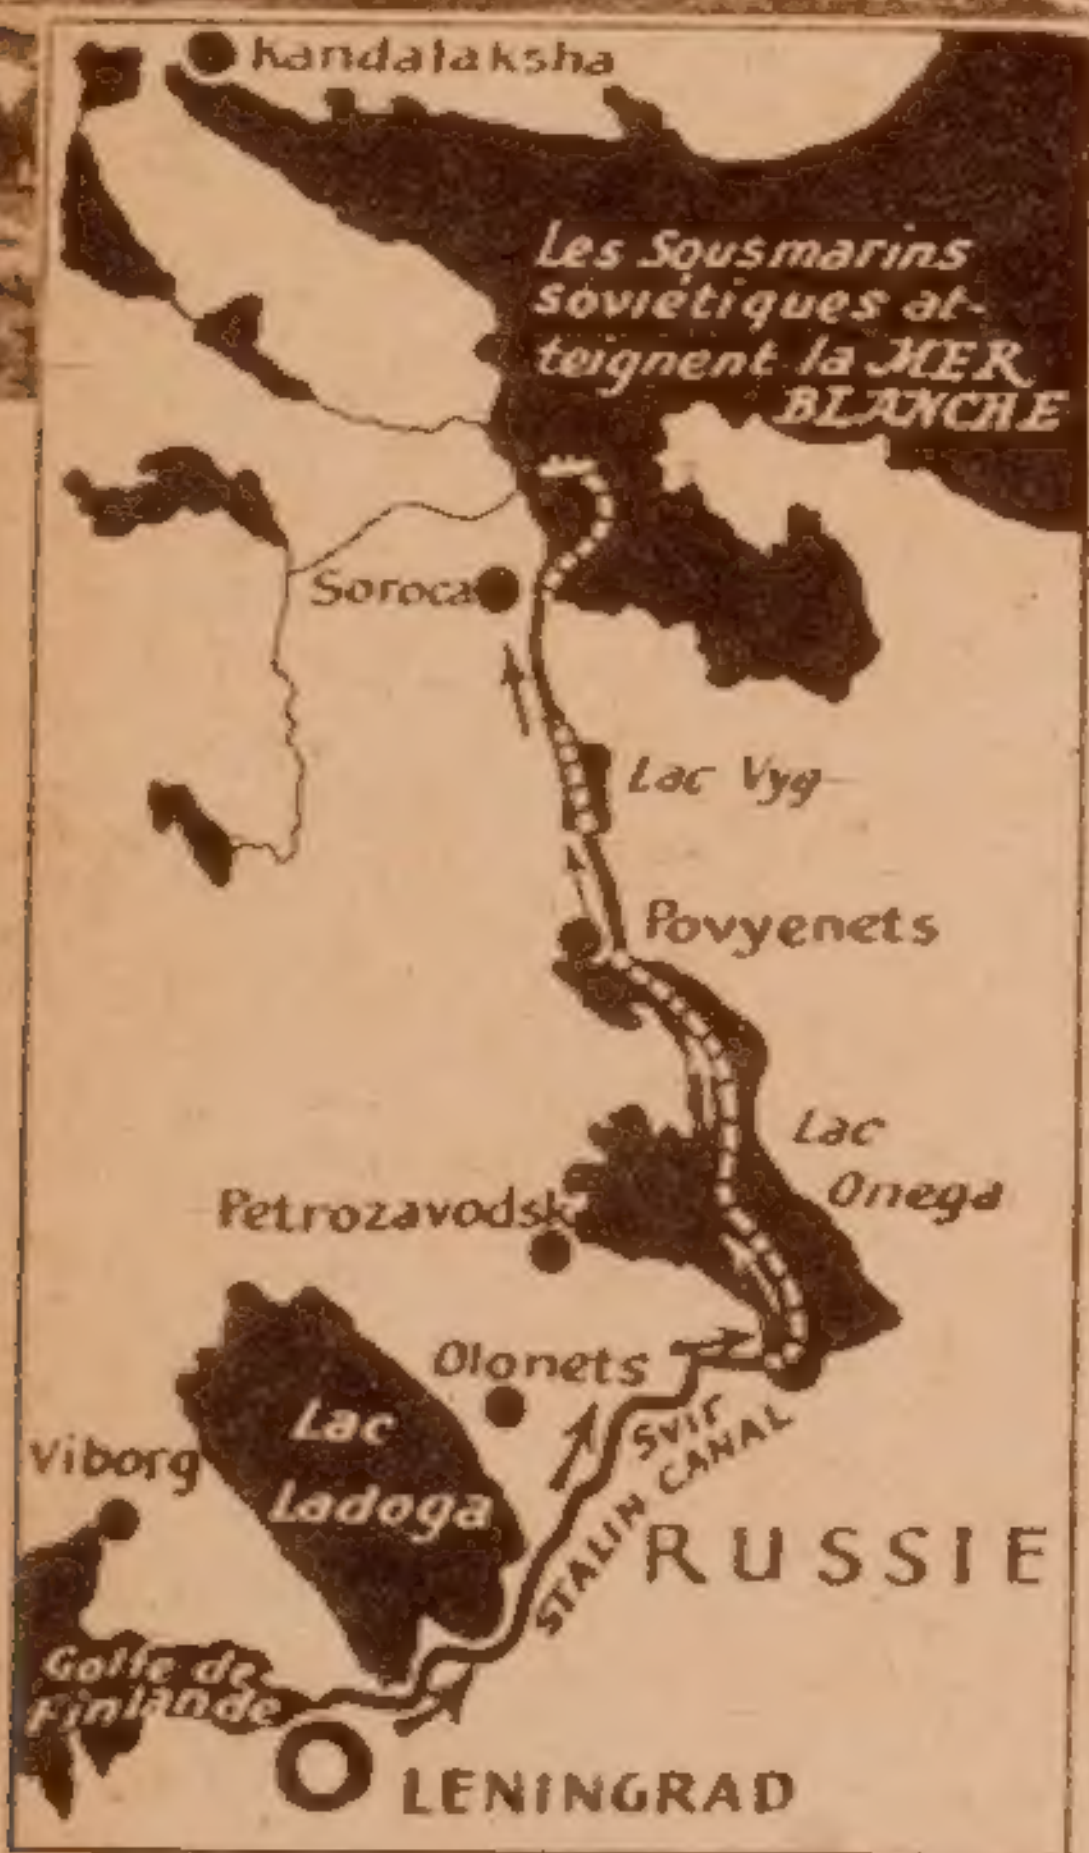 Kandalaksha
Les Sousmarins
soviétiques at-
teignent la MER
BLANCHE
Soroca
Lac Vyg
Povyenets
Lac
Onega
Petrozavodsk
Olonets
Lac
Ladoga
Viborg
SVIR
STALIN CANAL
RUSSIE
Golfe de
Finlande
LENINGRAD